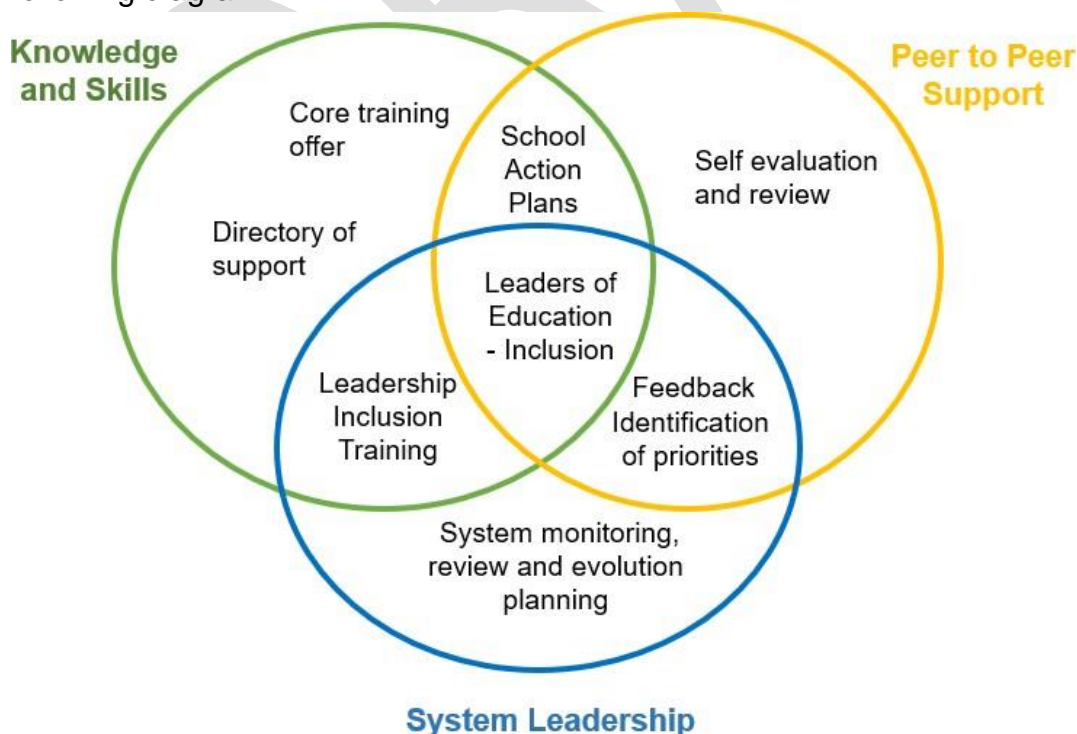 Knowledge
and Skills
Peer to Peer
Support
Core training
offer
School
Action
Plans
Self evaluation
and review
Directory of
support
Leaders of
Education
- Inclusion
Leadership
Inclusion
Training
Feedback
Identification
of priorities
System monitoring,
review and evolution
planning
System Leadership